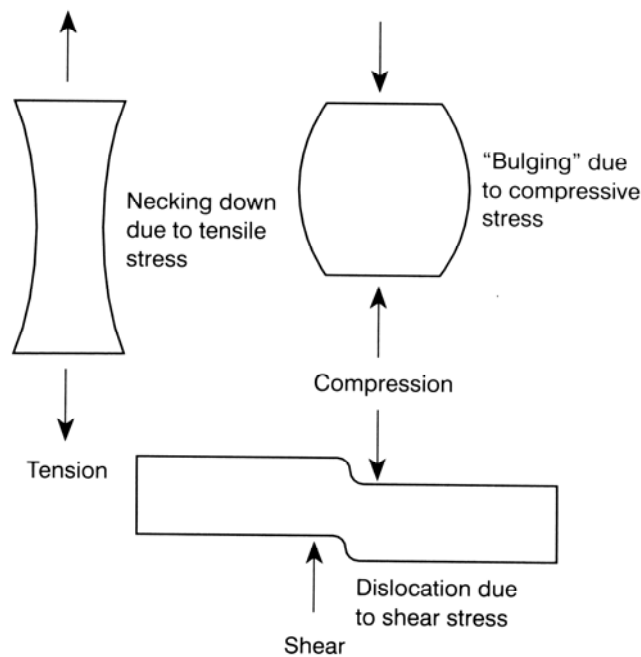 Necking down
due to tensile
stress
“Bulging” due
to compressive
stress
Compression
Tension
Dislocation due
to shear stress
Shear